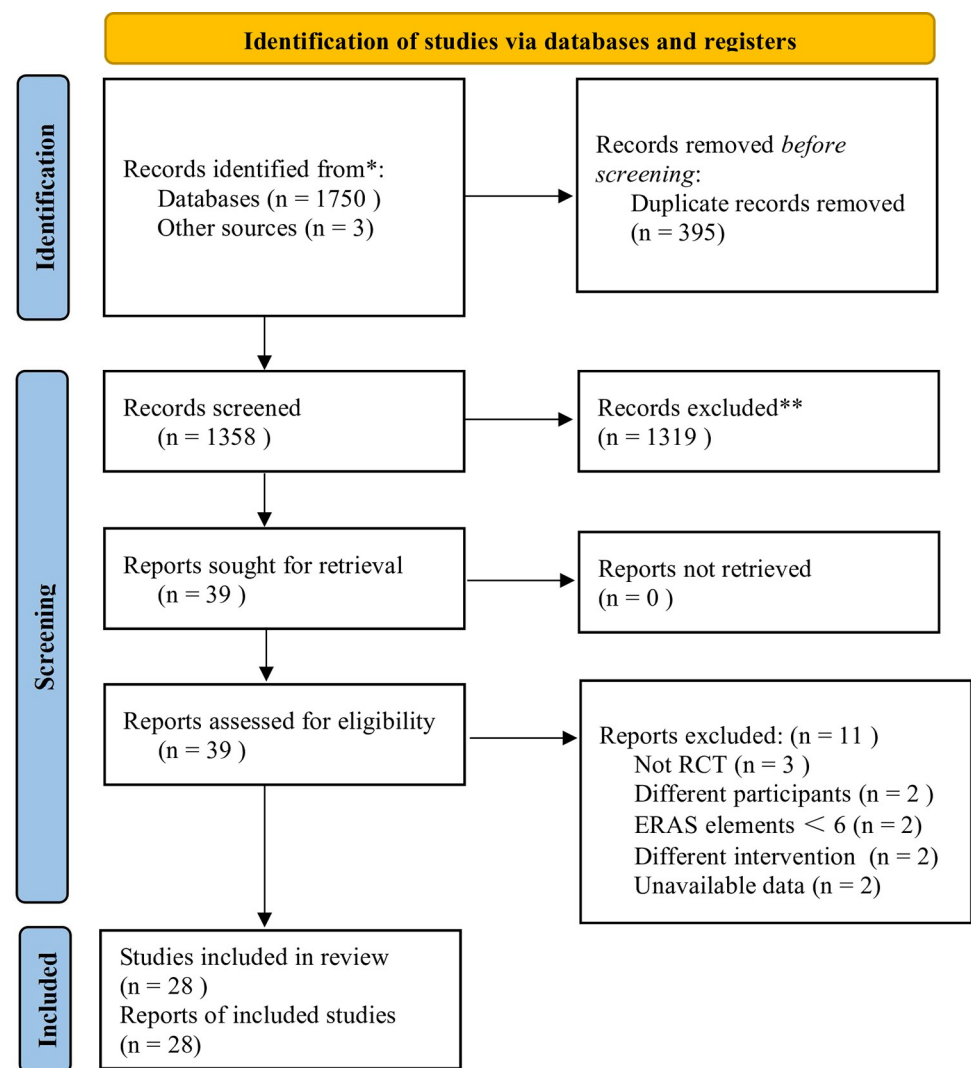 Identification of studies via databases and registers
Identification
Records identified from*:
Databases (n = 1750 )
Other sources (n = 3)
Records removed before
screening:
Duplicate records removed
(n = 395)
Screening
Records screened
(n = 1358 )
Records excluded**
(n = 1319 )
Reports sought for retrieval
(n = 39 )
Reports not retrieved
(n = 0 )
Reports assessed for eligibility
(n = 39 )
Reports excluded: (n = 11 )
Not RCT (n = 3 )
Different participants (n = 2 )
ERAS elements < 6 (n = 2)
Different intervention (n = 2)
Unavailable data (n = 2)
Included
Studies included in review
(n = 28 )
Reports of included studies
(n = 28)